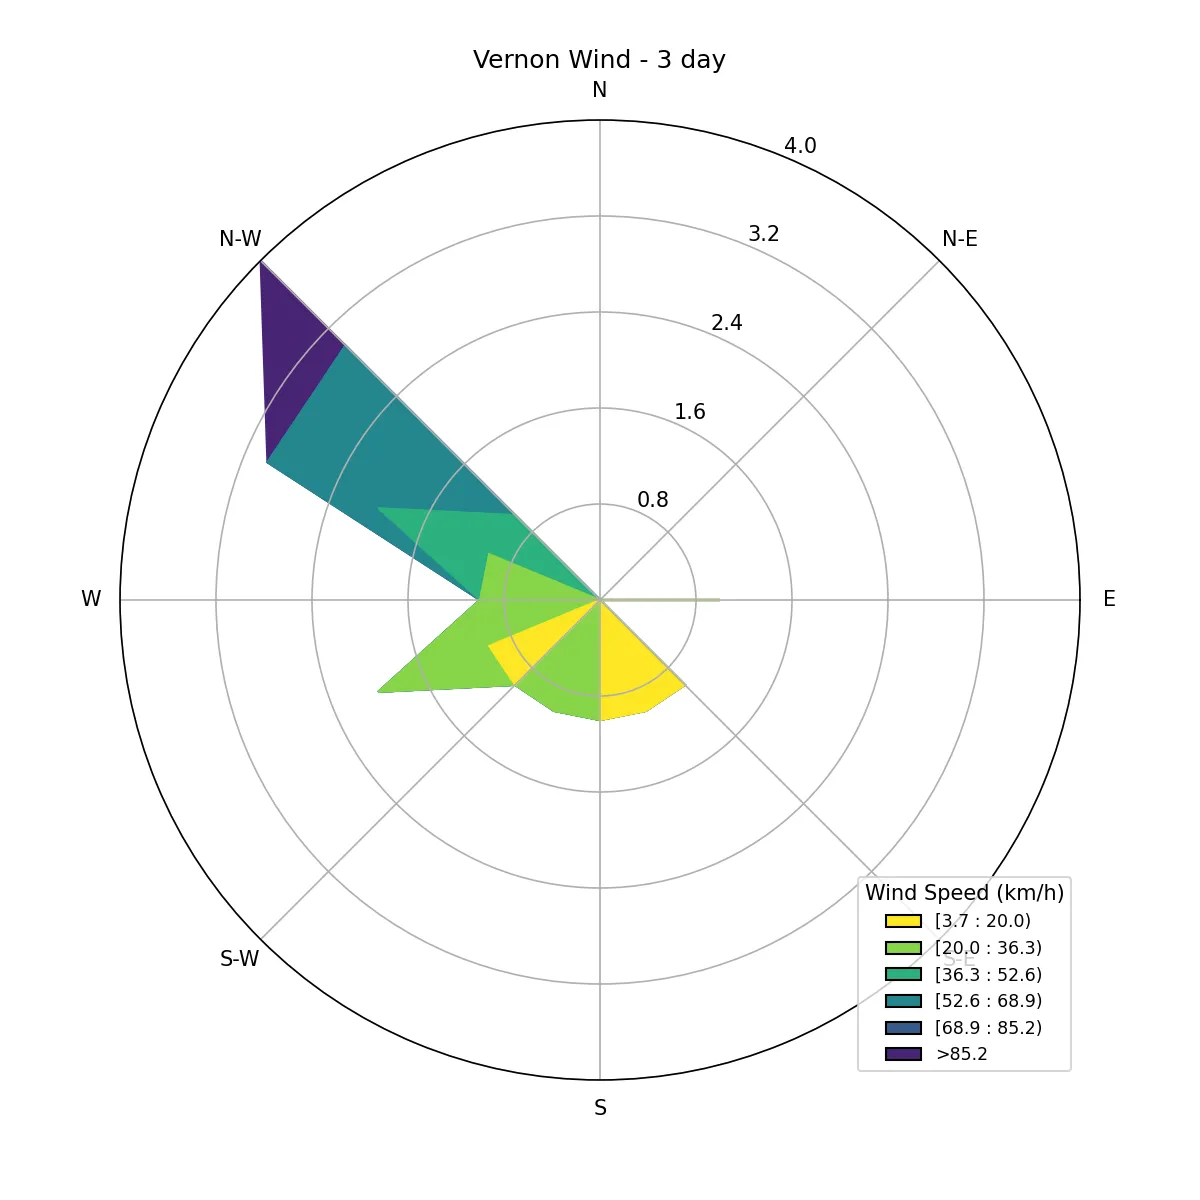 Vernon Wind - 3 day
N
4.0
N-W
N-E
3.2
2.4
1.6
0.8
W
E
Wind Speed (km/h)
[3.7 : 20.0)
[20.0 : 36.3)
S-W
S-E
[36.3 : 52.6)
[52.6 : 68.9)
[68.9 : 85.2)
>85.2
S